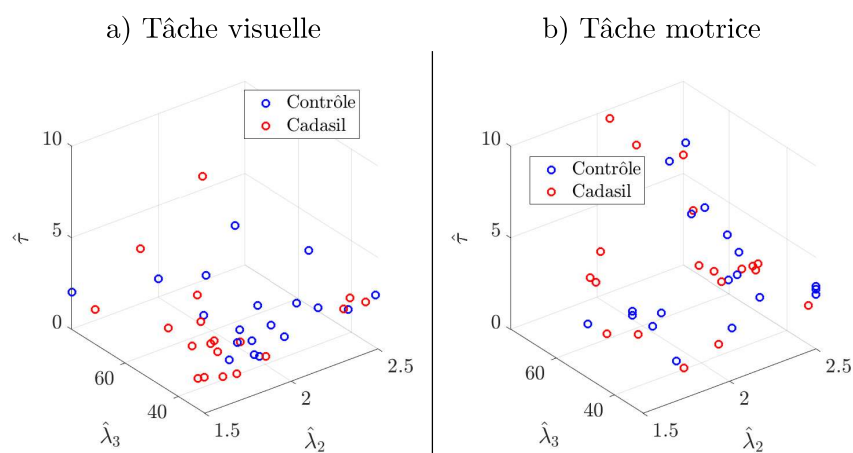 a) Tâche visuelle
b) Tâche motrice
Contrôle
Cadasil
10
5
0
τ̂
60
40
λ̂₃
1.5
2
2.5
λ̂₂
Contrôle
Cadasil
10
5
0
τ̂
60
40
λ̂₃
1.5
2
2.5
λ̂₂